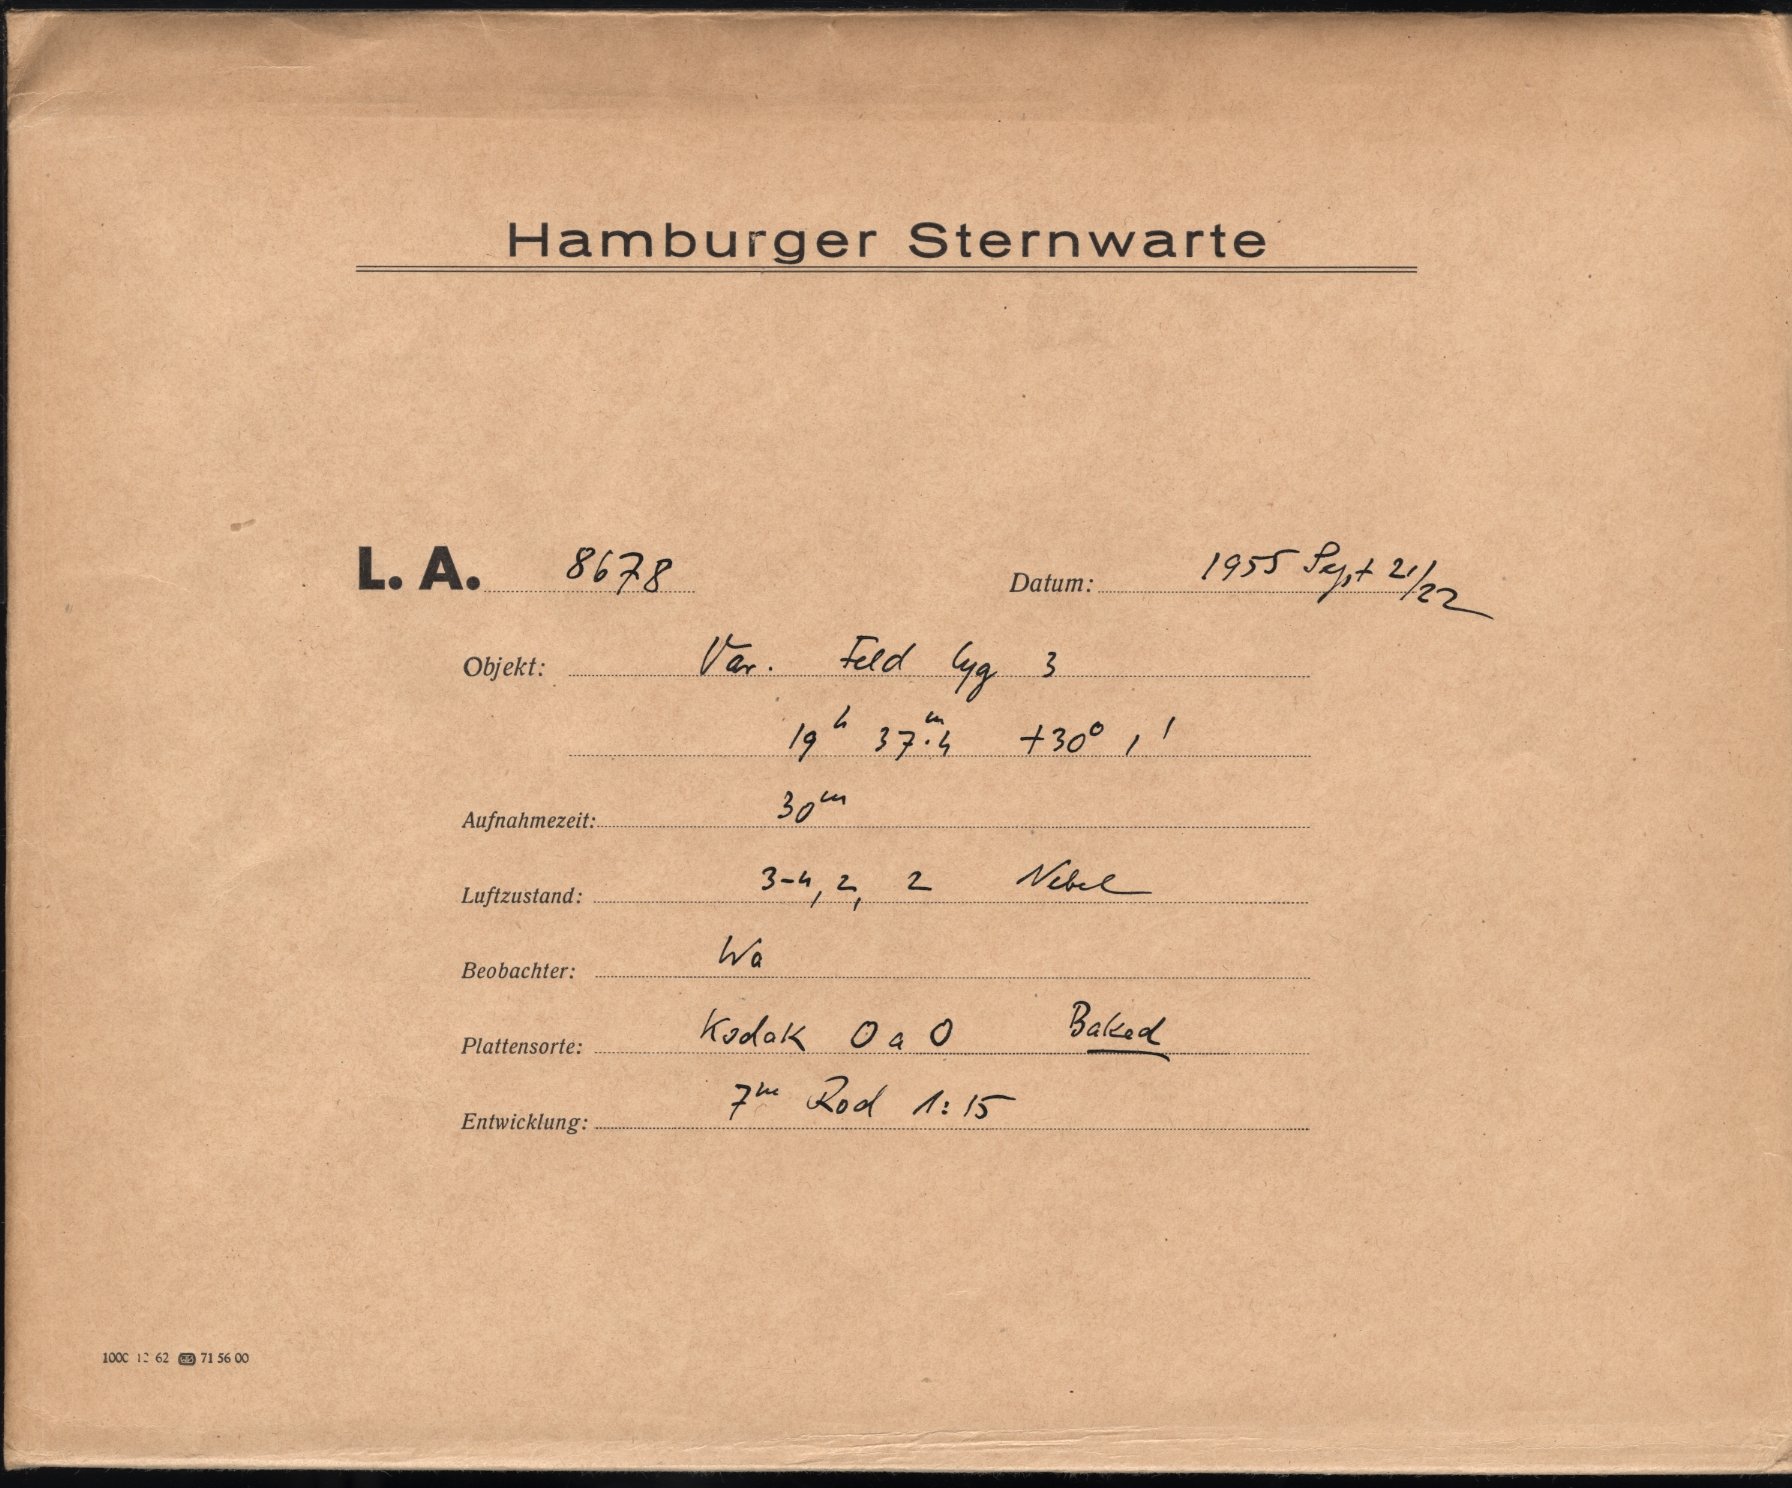 Hamburger Sternwarte
L. A. 8678 Datum: 1955 Sept 21/22
Objekt: Var. Feld Cyg 3
19ʰ 37ᵐ.4 +30° 1'
Aufnahmezeit: 30ᵐ
Luftzustand: 3-4, 2, 2 Nebel
Beobachter: Wa
Plattensorte: Kodak O a O Baked
Entwicklung: 7ᵐ Rod 1:15
1000 12 62 71 56 00